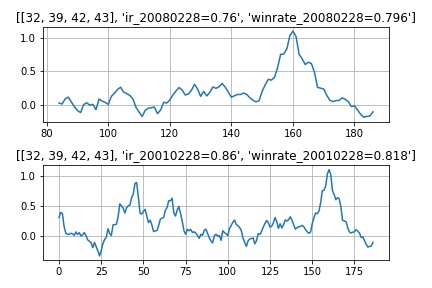 [[32, 39, 42, 43], 'ir_20080228=0.76', 'winrate_20080228=0.796']
1.0
0.5
0.0
80 100 120 140 160 180
[[32, 39, 42, 43], 'ir_20010228=0.86', 'winrate_20010228=0.818']
1.0
0.5
0.0
0 25 50 75 100 125 150 175